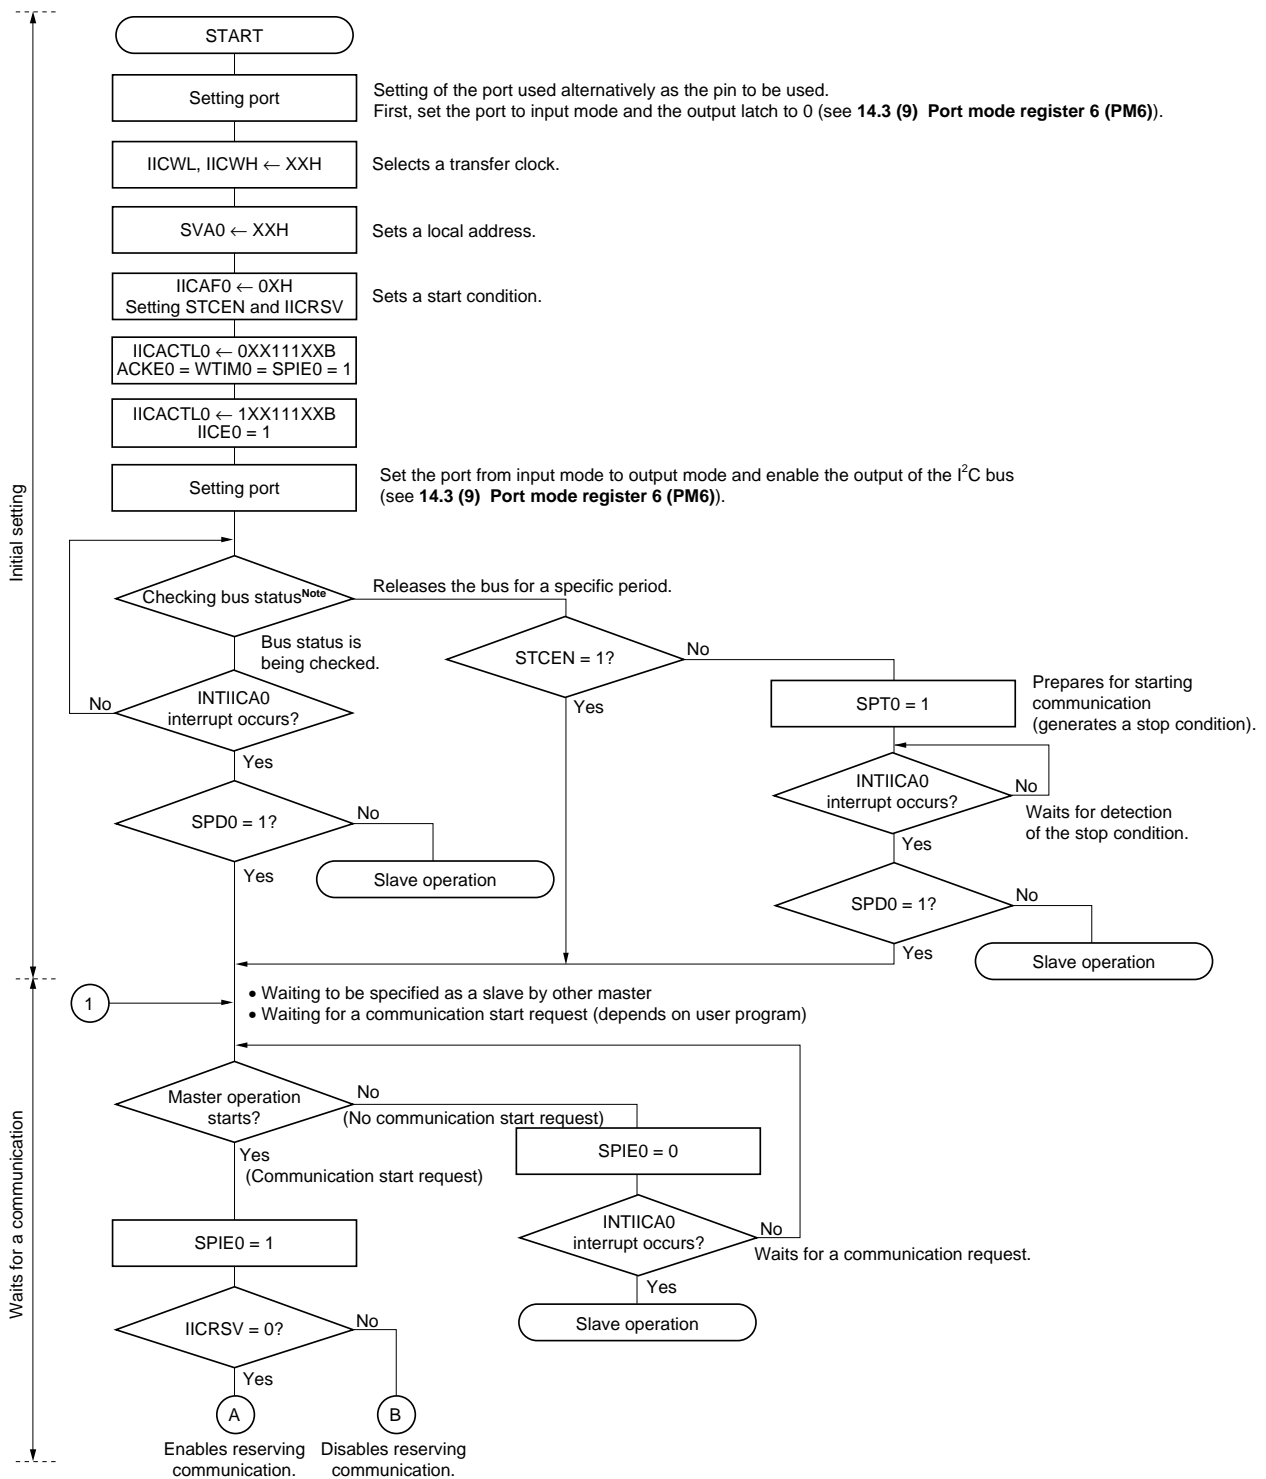 START
Setting port
Setting of the port used alternatively as the pin to be used.
First, set the port to input mode and the output latch to 0 (see 14.3 (9) Port mode register 6 (PM6)).
IICWL, IICWH ← XXH
Selects a transfer clock.
SVA0 ← XXH
Sets a local address.
IICAF0 ← 0XH
Setting STCEN and IICRSV
Sets a start condition.
IICACTL0 ← 0XX111XXB
ACKE0 = WTIM0 = SPIE0 = 1
IICACTL0 ← 1XX111XXB
IICE0 = 1
Setting port
Set the port from input mode to output mode and enable the output of the I²C bus
(see 14.3 (9) Port mode register 6 (PM6)).
Initial setting
Checking bus status Note
Releases the bus for a specific period.
Bus status is
being checked.
STCEN = 1?
No
Yes
SPT0 = 1
Prepares for starting
communication
(generates a stop condition).
No
INTIICA0
interrupt occurs?
Yes
INTIICA0
interrupt occurs?
No
Waits for detection
of the stop condition.
Yes
SPD0 = 1?
No
Yes
Slave operation
SPD0 = 1?
No
Yes
Slave operation
1
• Waiting to be specified as a slave by other master
• Waiting for a communication start request (depends on user program)
Waits for a communication
Master operation
starts?
No
(No communication start request)
Yes
(Communication start request)
SPIE0 = 0
SPIE0 = 1
INTIICA0
interrupt occurs?
No
Waits for a communication request.
Yes
Slave operation
IICRSV = 0?
No
Yes
A
B
Enables reserving
communication.
Disables reserving
communication.